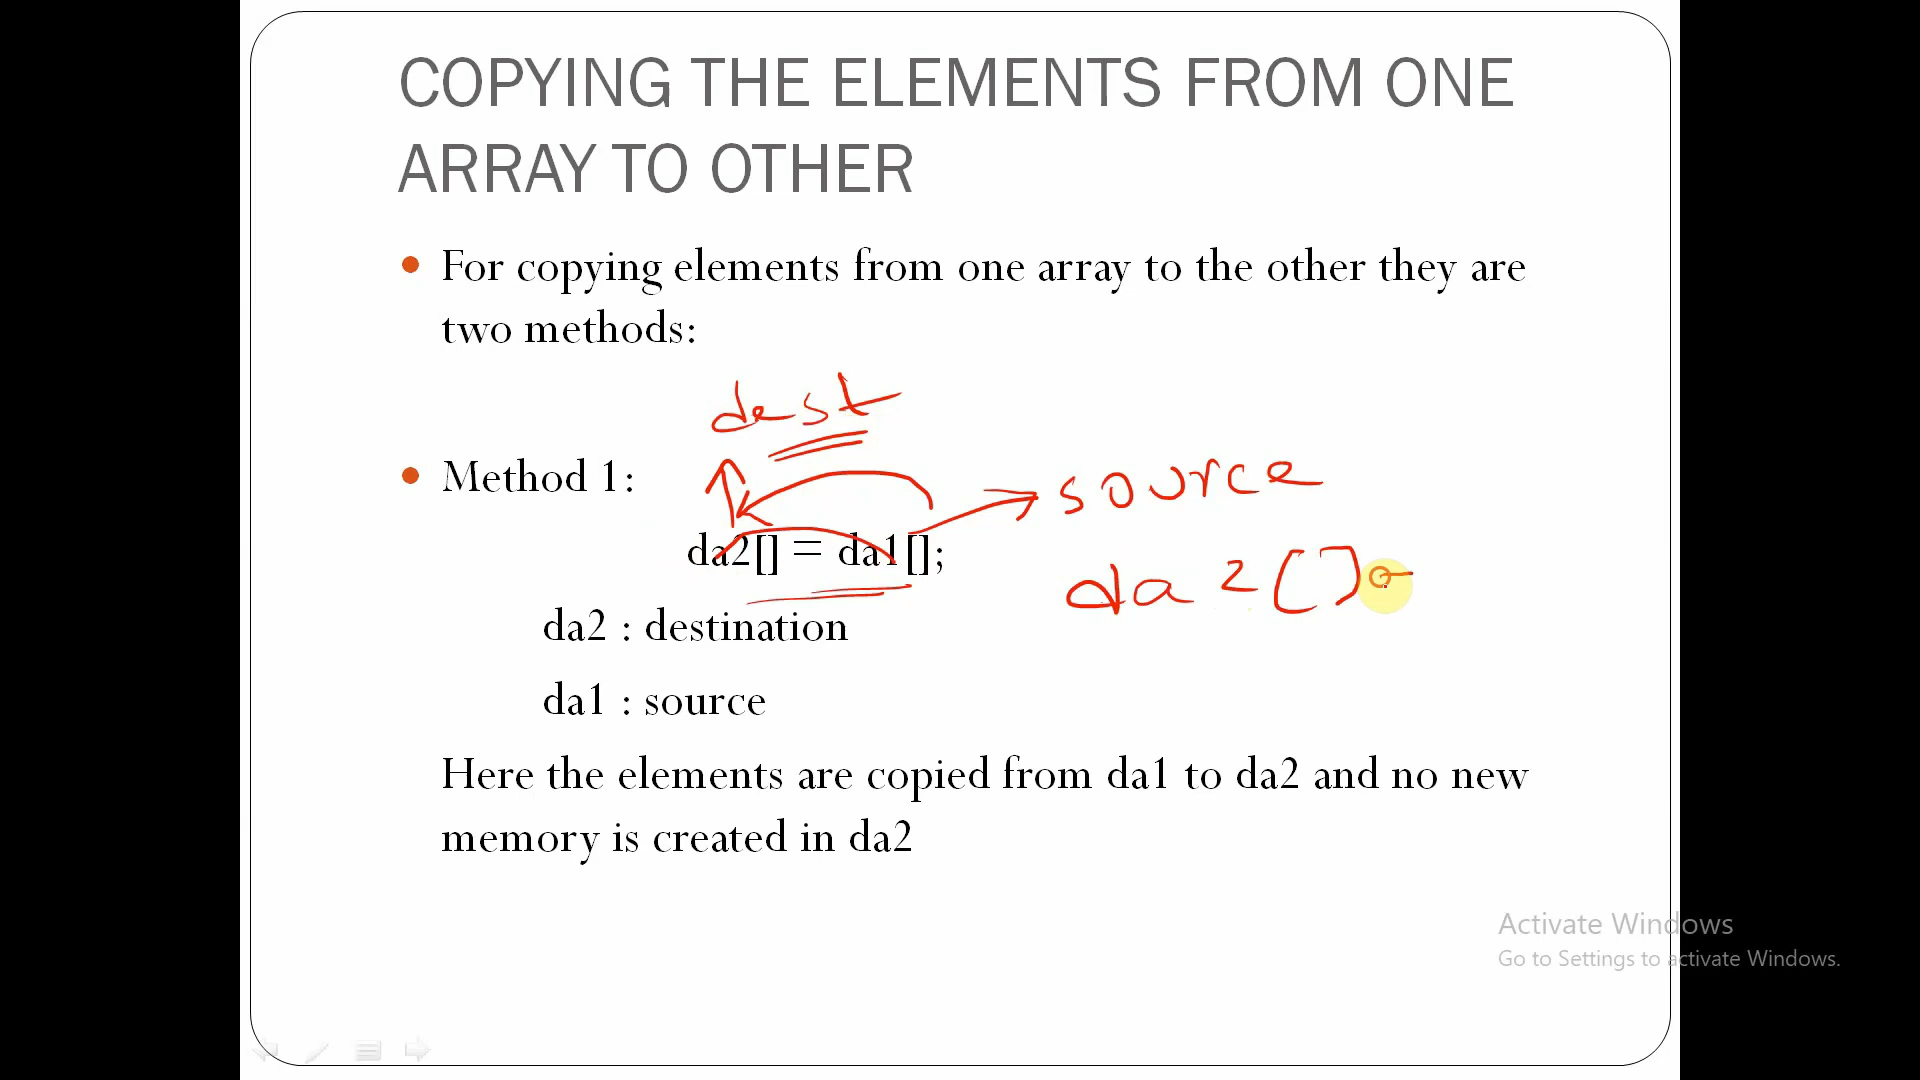 COPYING THE ELEMENTS FROM ONE
ARRAY TO OTHER
• For copying elements from one array to the other they are
two methods:
dest
• Method 1:
source
da2[] = da1[];
da2[]=
da2 : destination
da1 : source
Here the elements are copied from da1 to da2 and no new
memory is created in da2
Activate Windows
Go to Settings to activate Windows.